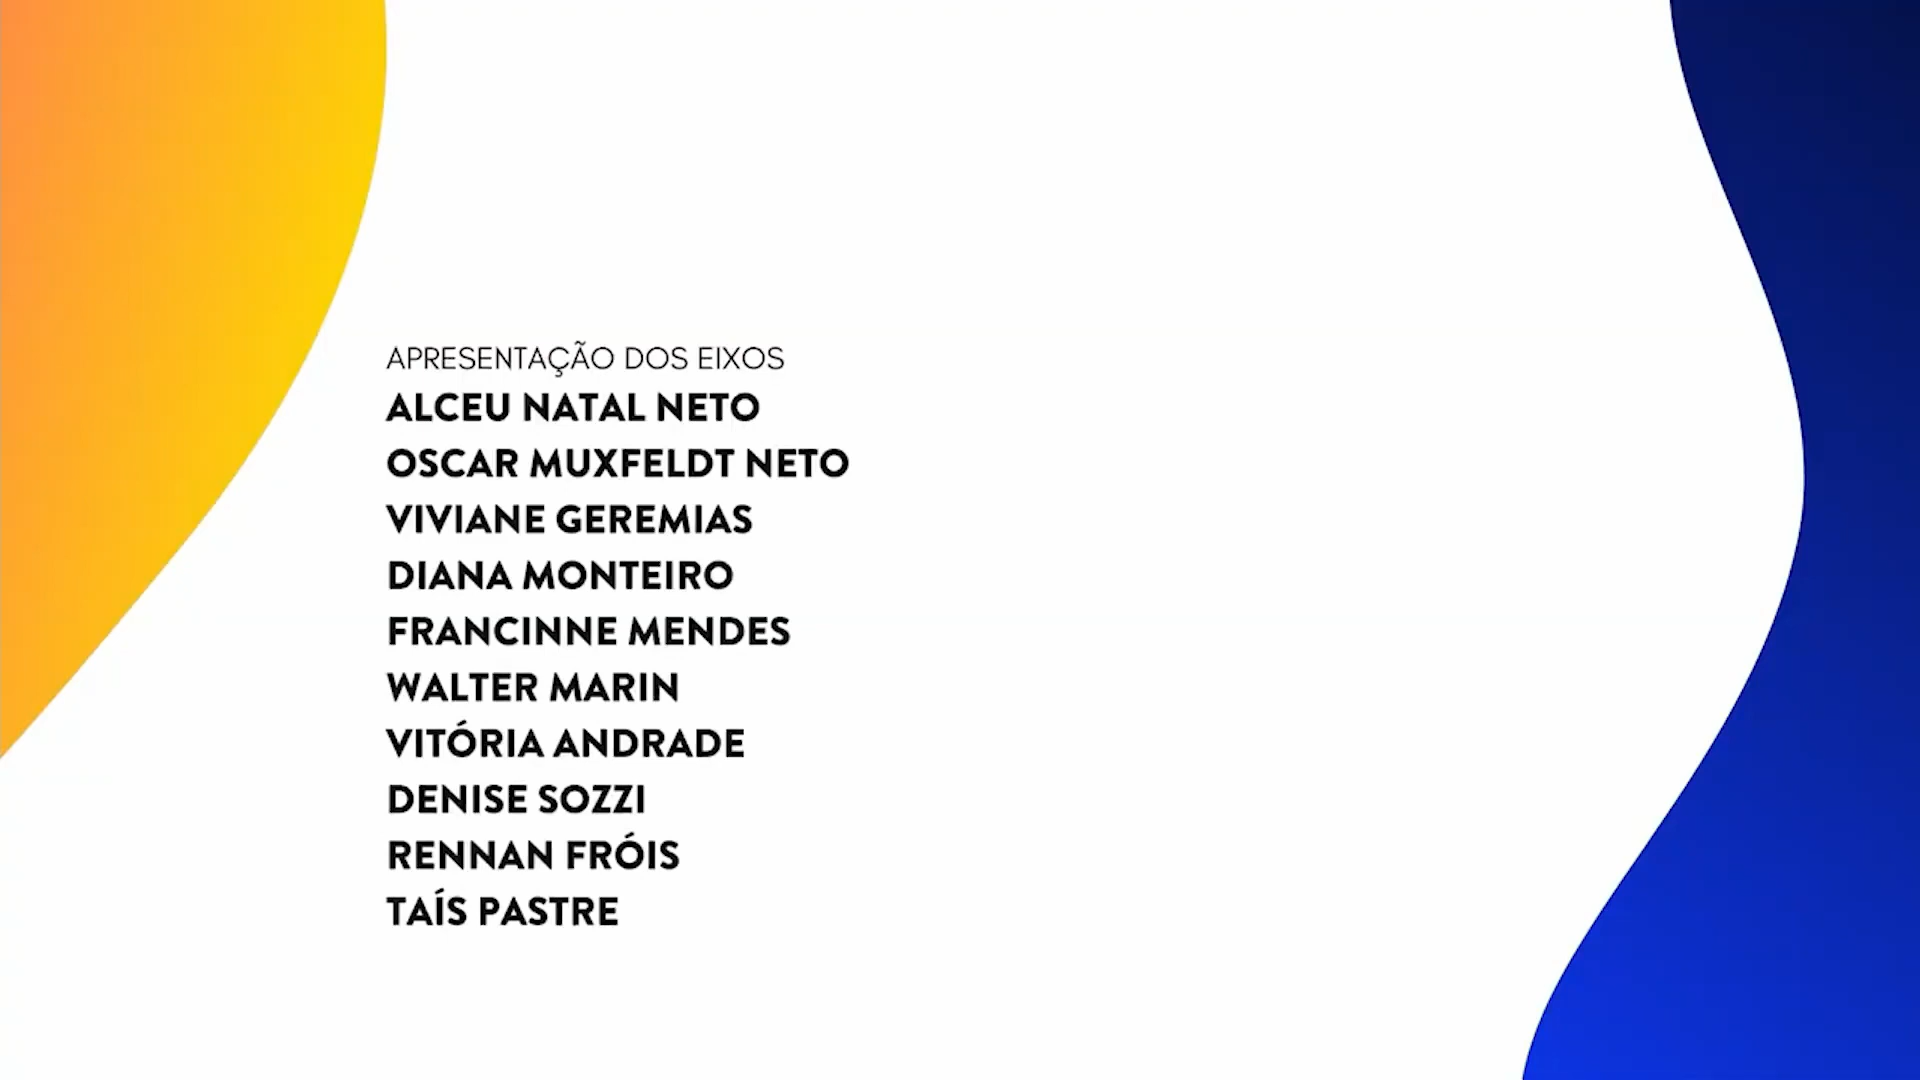 APRESENTAÇÃO DOS EIXOS
ALCEU NATAL NETO
OSCAR MUXFELDT NETO
VIVIANE GEREMIAS
DIANA MONTEIRO
FRANCINNE MENDES
WALTER MARIN
VITÓRIA ANDRADE
DENISE SOZZI
RENNAN FRÓIS
TAÍS PASTRE